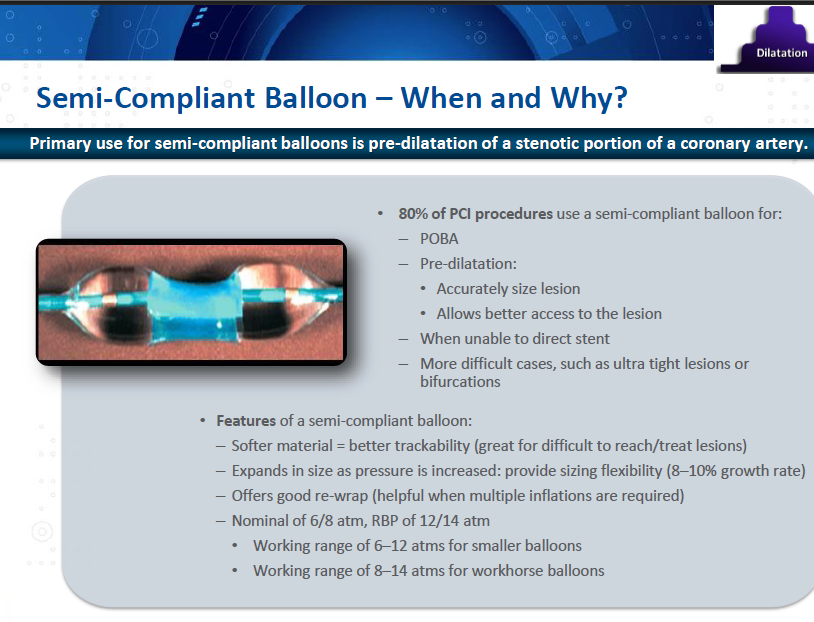 Dilatation
Semi-Compliant Balloon – When and Why?
Primary use for semi-compliant balloons is pre-dilatation of a stenotic portion of a coronary artery.
• 80% of PCI procedures use a semi-compliant balloon for:
– POBA
– Pre-dilatation:
• Accurately size lesion
• Allows better access to the lesion
– When unable to direct stent
– More difficult cases, such as ultra tight lesions or
bifurcations
• Features of a semi-compliant balloon:
– Softer material = better trackability (great for difficult to reach/treat lesions)
– Expands in size as pressure is increased: provide sizing flexibility (8–10% growth rate)
– Offers good re-wrap (helpful when multiple inflations are required)
– Nominal of 6/8 atm, RBP of 12/14 atm
• Working range of 6–12 atms for smaller balloons
• Working range of 8–14 atms for workhorse balloons